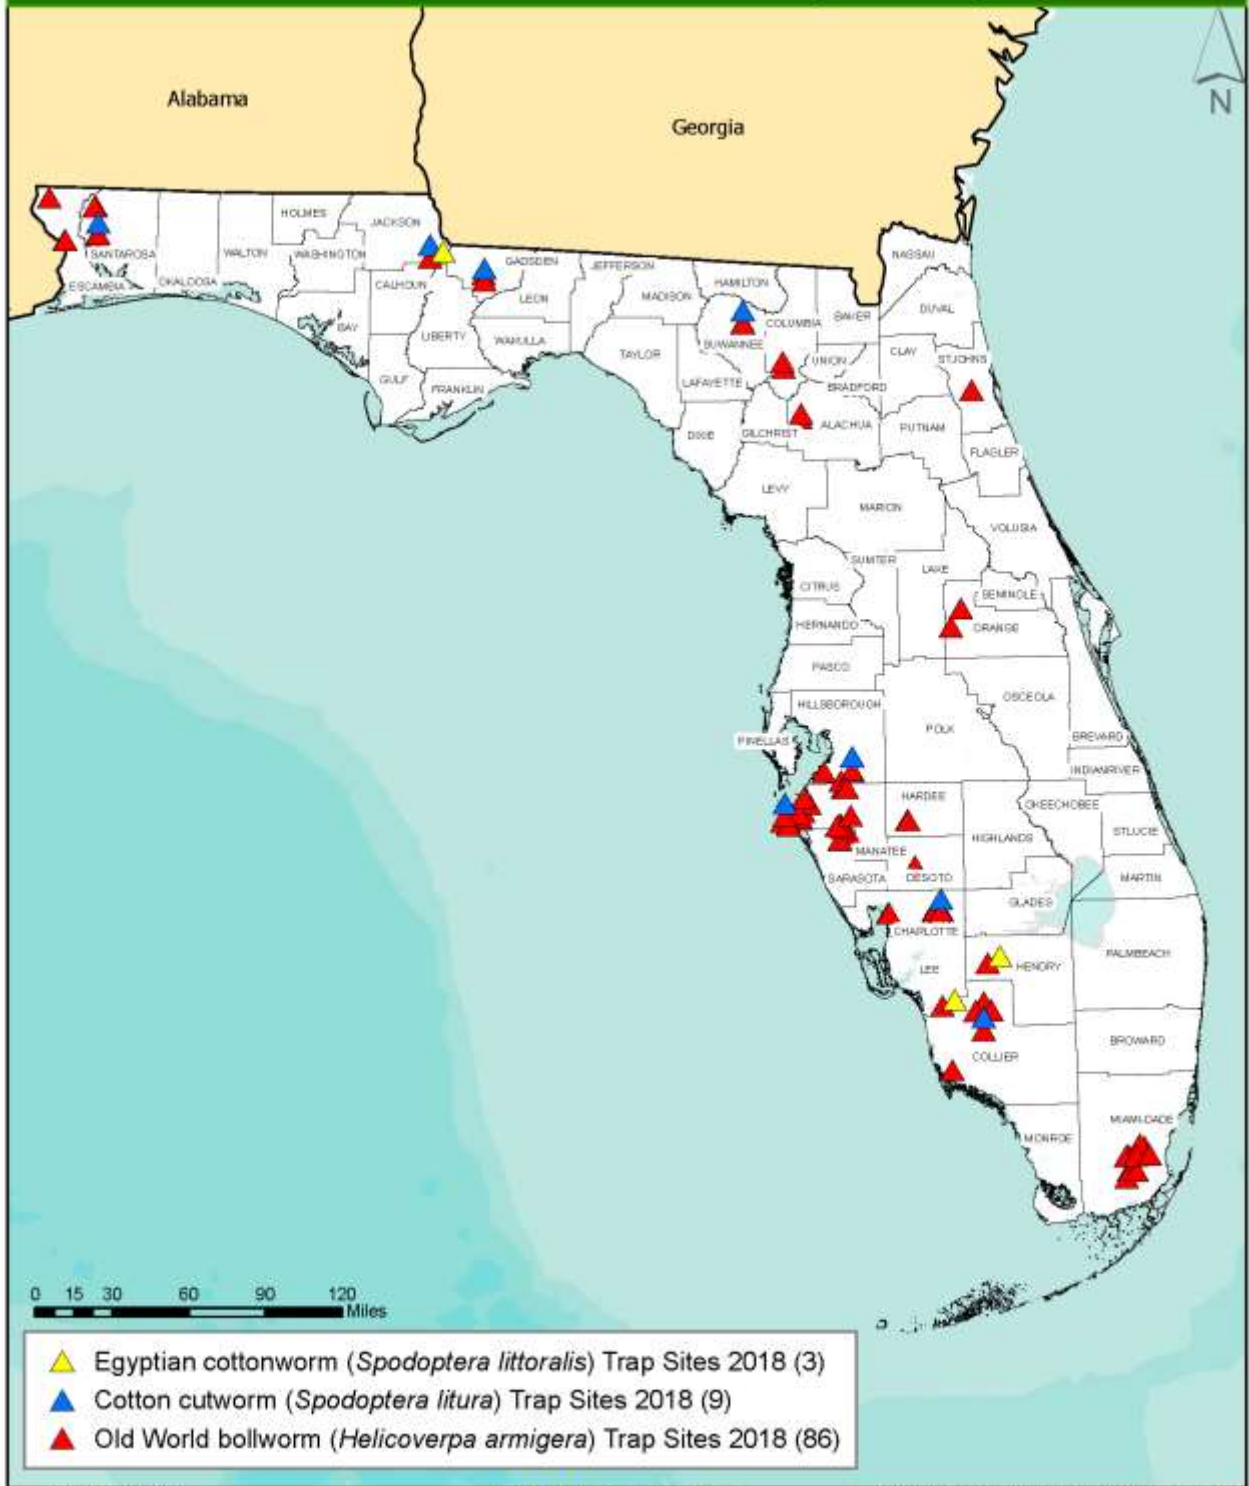 Alabama
Georgia
N
HOLMES
JACKSON
SANTAROSA
WALTON
WASHINGTON
GADSDEN
JEFFERSON
NASSAU
ESCAMBIA
OKALOOSA
CALHOUN
LEON
MADISON
HAMILTON
BAY
LIBERTY
WAKULLA
COLUMBIA
BAKER
DUVAL
GULF
FRANKLIN
TAYLOR
SUWANNEE
LAFAYETTE
UNION
CLAY
STJOHNS
BRADFORD
DIXIE
GILCHRIST
ALACHUA
PUTNAM
FLAGLER
LEVY
MARION
VOLUSIA
CITRUS
SUMTER
LAKE
SEMINOLE
HERNANDO
ORANGE
PASCO
OSCEOLA
HILLSBOROUGH
POLK
PINELLAS
BREVARD
INDIANRIVER
HARDEE
OKEECHOBEE
HIGHLANDS
STLUCIE
MANATEE
SARASOTA
DESOTO
MARTIN
GLADES
CHARLOTTE
LEE
HENDRY
PALMBEACH
BROWARD
COLLIER
MIAMI-DADE
MONROE
0 15 30 60 90 120
Miles
Egyptian cottonworm (Spodoptera littoralis) Trap Sites 2018 (3)
Cotton cutworm (Spodoptera litura) Trap Sites 2018 (9)
Old World bollworm (Helicoverpa armigera) Trap Sites 2018 (86)